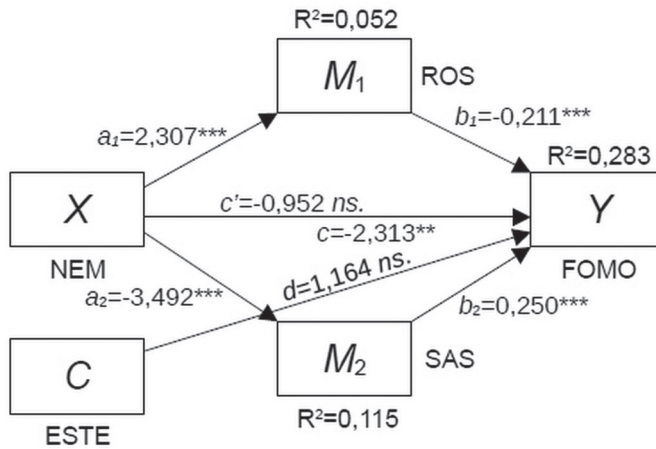 R²=0,052
M₁
ROS
a₁=2,307***
b₁=-0,211***
R²=0,283
X
c'=-0,952 ns.
Y
c=-2,313**
NEM
d=1,164 ns.
FOMO
a₂=-3,492***
b₂=0,250***
C
M₂
SAS
R²=0,115
ESTE